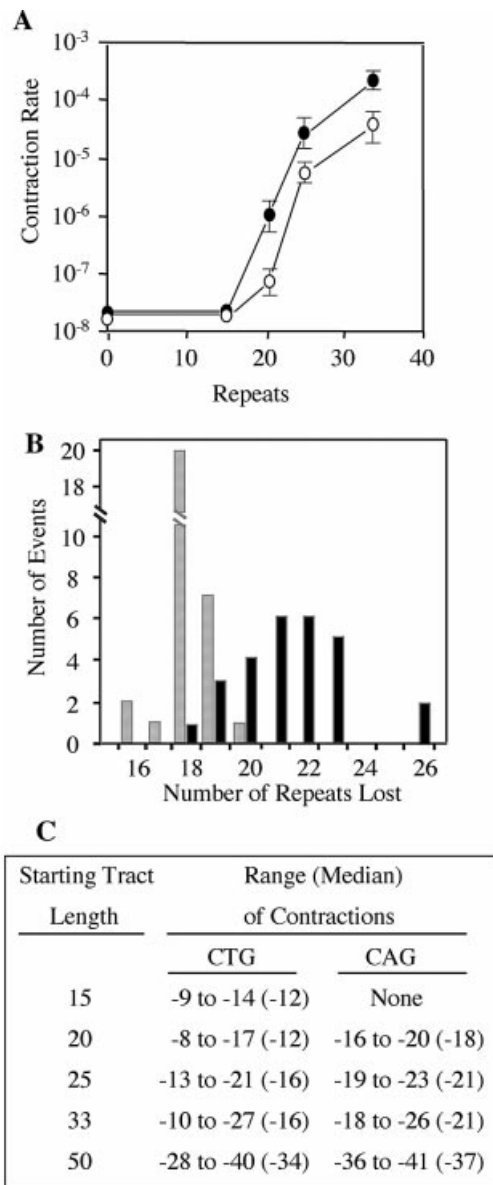 A
10-3
10-4
10-5
10-6
10-7
10-8
Contraction Rate
0 10 20 30 40
Repeats
B
20
18
10
8
6
4
2
0
Number of Events
16 18 20 22 24 26
Number of Repeats Lost
C
Starting Tract Range (Median)
Length of Contractions
CTG CAG
15 -9 to -14 (-12) None
20 -8 to -17 (-12) -16 to -20 (-18)
25 -13 to -21 (-16) -19 to -23 (-21)
33 -10 to -27 (-16) -18 to -26 (-21)
50 -28 to -40 (-34) -36 to -41 (-37)